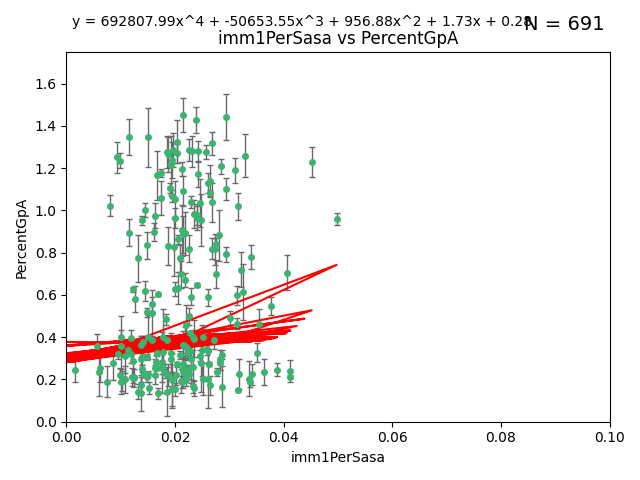 y = 692807.99x^4 + -50653.55x^3 + 956.88x^2 + 1.73x + 0.28
N = 691
imm1PerSasa vs PercentGpA
1.6
1.4
1.2
1.0
0.8
0.6
0.4
0.2
0.0
PercentGpA
0.00 0.02 0.04 0.06 0.08 0.10
imm1PerSasa